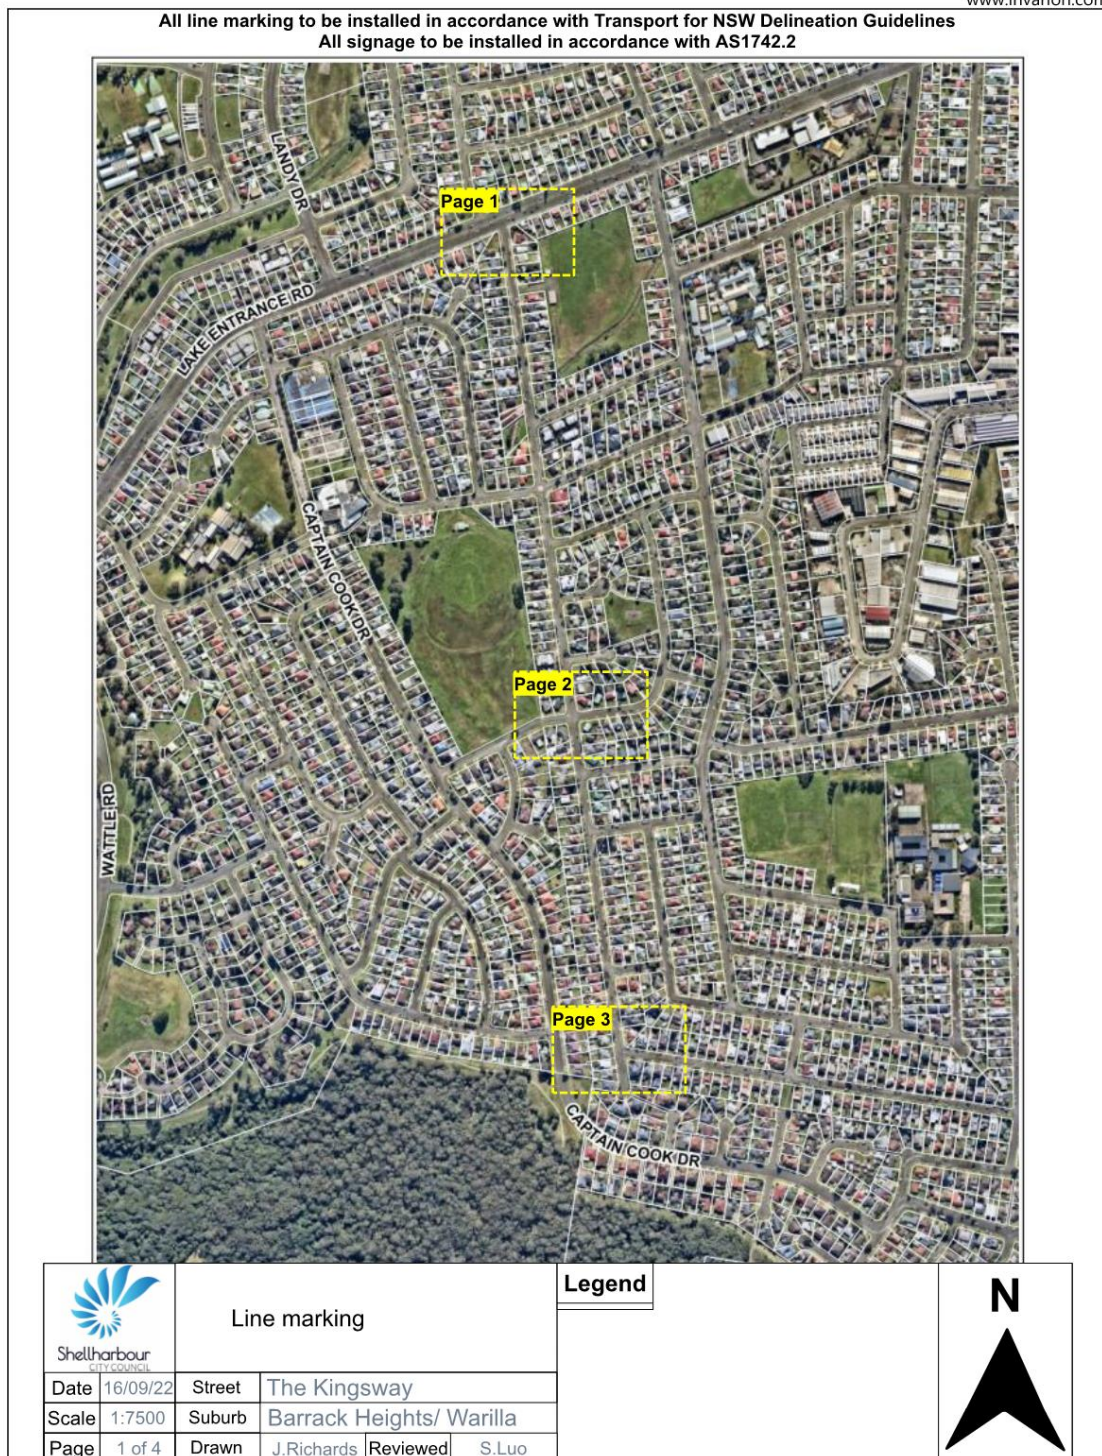 www.invarion.com
All line marking to be installed in accordance with Transport for NSW Delineation Guidelines
All signage to be installed in accordance with AS1742.2
LANDY DR
Page 1
LAKE ENTRANCE RD
CAPTAIN COOK DR
Page 2
WATTLE RD
Page 3
CAPTAIN COOK DR
Shellharbour
CITY COUNCIL
Line marking
Legend
N
Date 16/09/22 Street The Kingsway
Scale 1:7500 Suburb Barrack Heights/ Warilla
Page 1 of 4 Drawn J.Richards Reviewed S.Luo